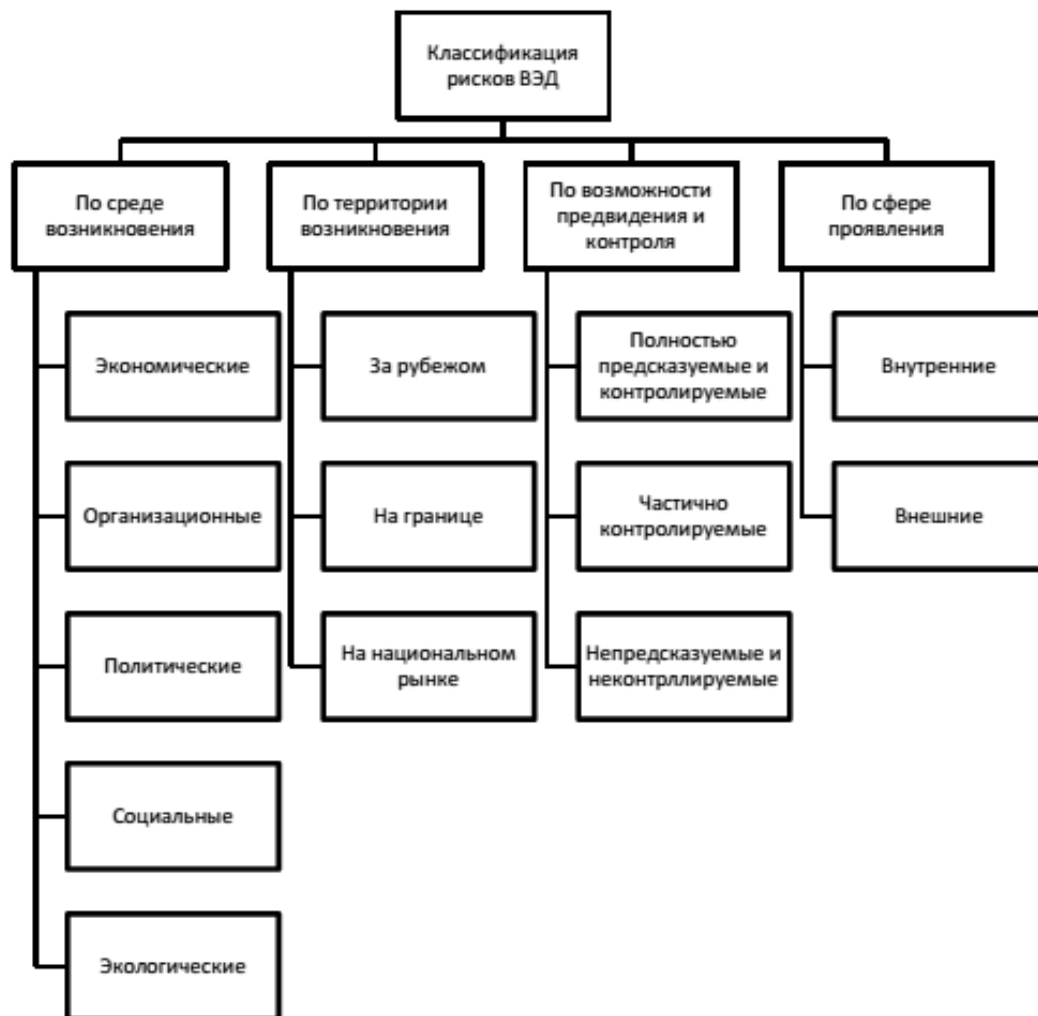 Классификация
рисков ВЭД
По среде
возникновения
По территории
возникновения
По возможности
предвидения и
контроля
По сфере
проявления
Экономические
Организационные
Политические
Социальные
Экологические
За рубежом
На границе
На национальном
рынке
Полностью
предсказуемые и
контролируемые
Частично
контролируемые
Непредсказуемые и
неконтрллируемые
Внутренние
Внешние